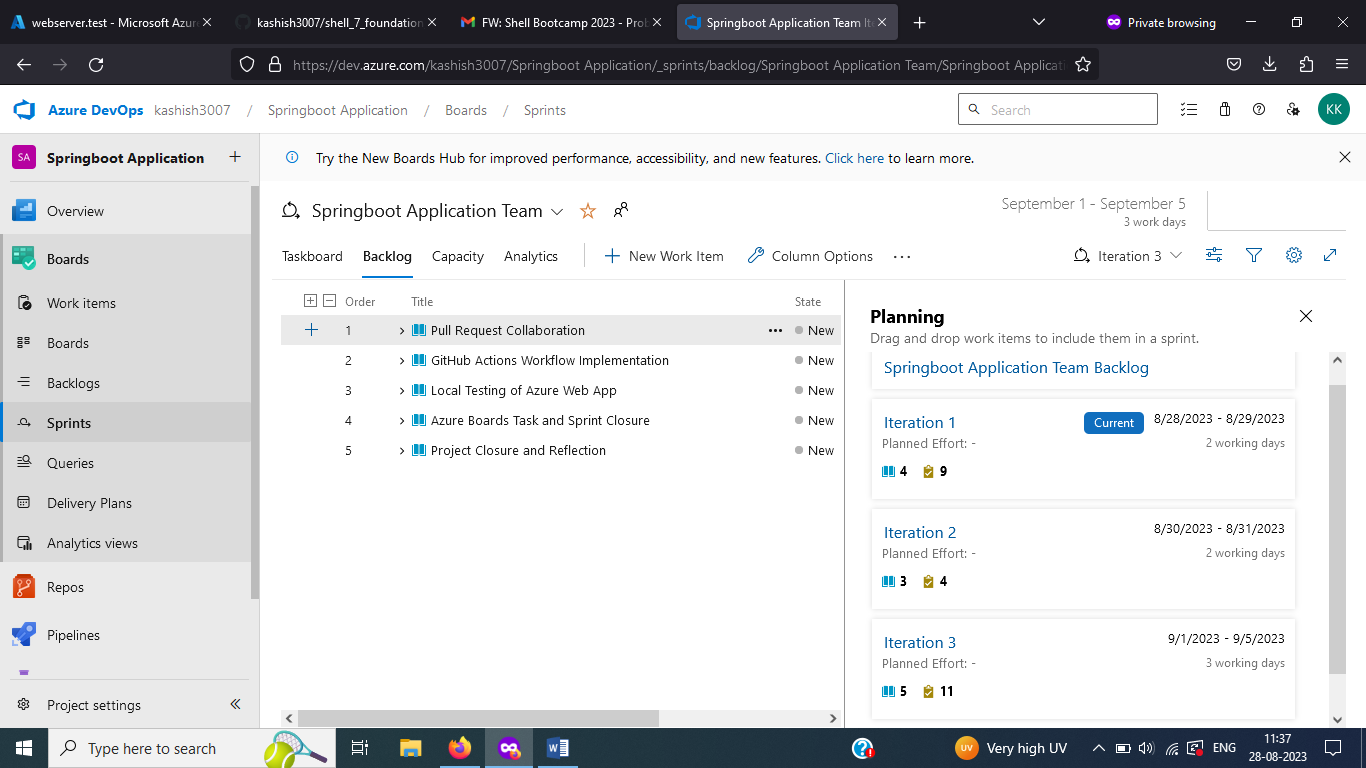 webserver.test - Microsoft Azure
kashish3007/shell_7_foundation
FW: Shell Bootcamp 2023 - Prob
Springboot Application Team Ite
Private browsing
https://dev.azure.com/kashish3007/Springboot Application/_sprints/backlog/Springboot Application Team/Springboot Applicati
Azure DevOps kashish3007 / Springboot Application / Boards / Sprints
Search
KK
SA Springboot Application
Overview
Boards
Work items
Boards
Backlogs
Sprints
Queries
Delivery Plans
Analytics views
Repos
Pipelines
Project settings
Try the New Boards Hub for improved performance, accessibility, and new features. Click here to learn more.
Springboot Application Team
September 1 - September 5
3 work days
Taskboard Backlog Capacity Analytics New Work Item Column Options
Iteration 3
Order Title State
1 Pull Request Collaboration New
2 GitHub Actions Workflow Implementation New
3 Local Testing of Azure Web App New
4 Azure Boards Task and Sprint Closure New
5 Project Closure and Reflection New
Planning
Drag and drop work items to include them in a sprint.
Springboot Application Team Backlog
Iteration 1 Current 8/28/2023 - 8/29/2023
Planned Effort: - 2 working days
4 9
Iteration 2 8/30/2023 - 8/31/2023
Planned Effort: - 2 working days
3 4
Iteration 3 9/1/2023 - 9/5/2023
Planned Effort: - 3 working days
5 11
Type here to search
UV Very high UV
ENG
11:37
28-08-2023